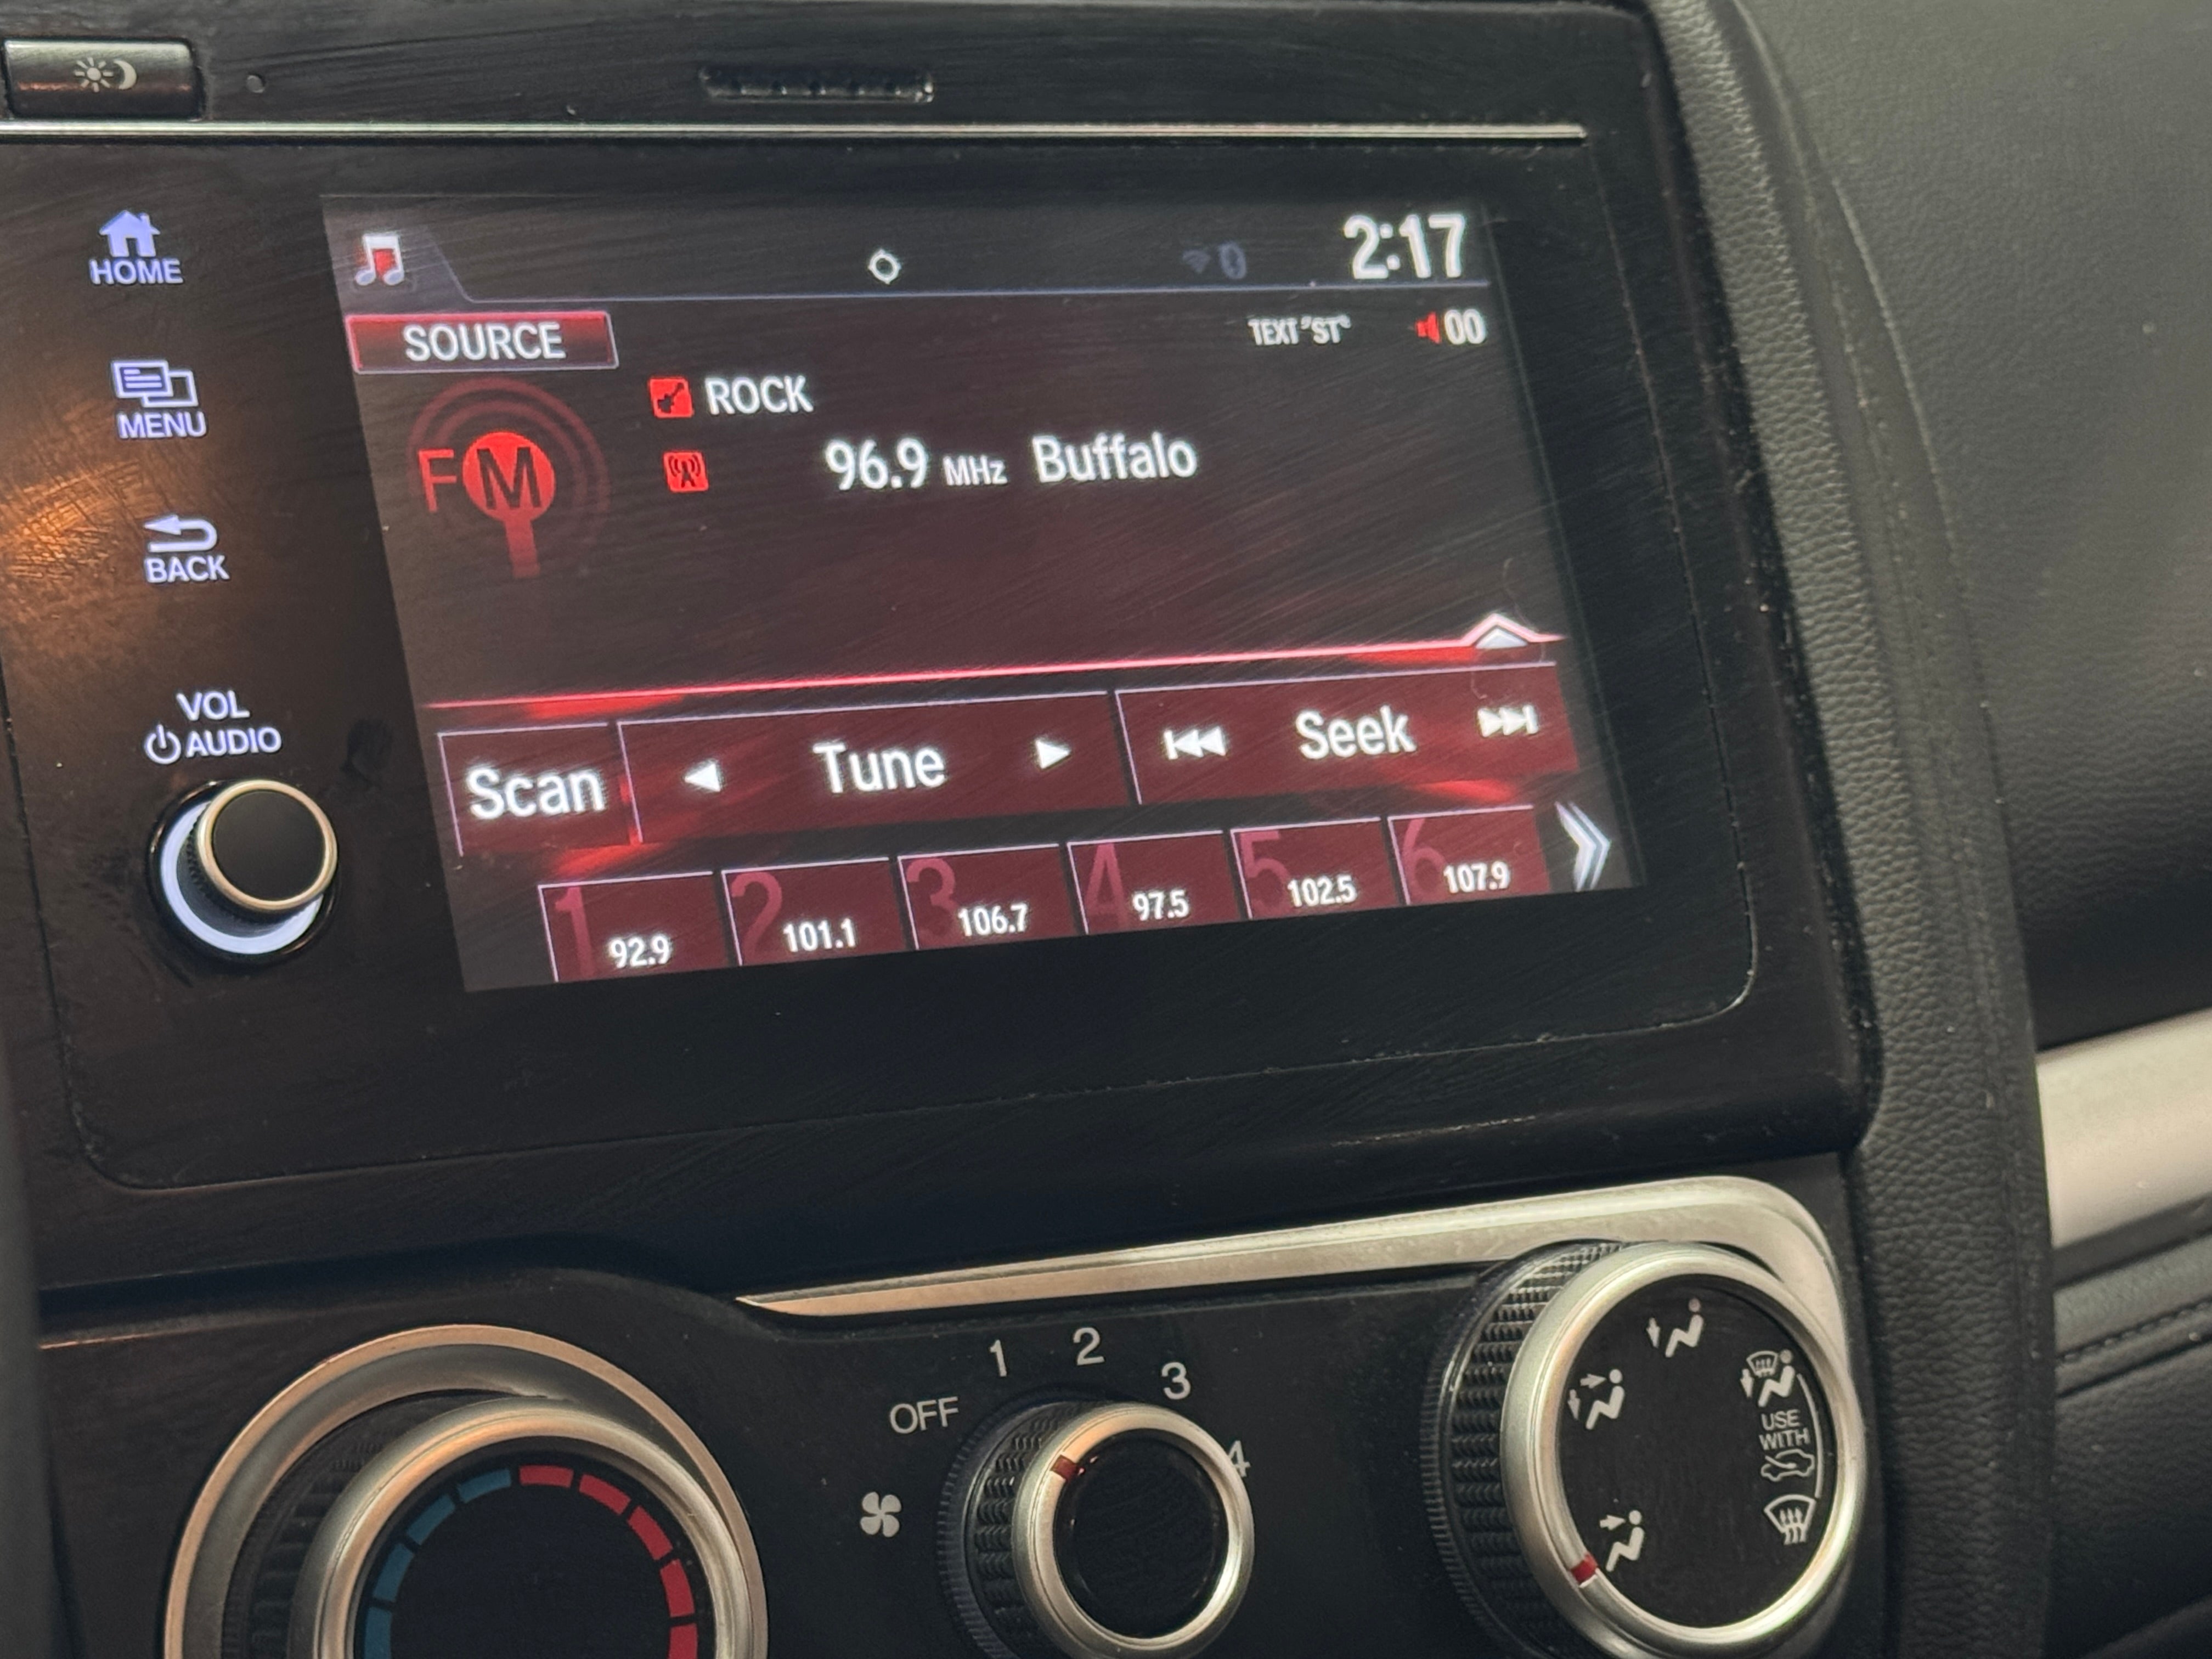 HOME
MENU
BACK
VOL
AUDIO
2:17
SOURCE
TEXT "ST"
00
ROCK
FM
96.9 MHz Buffalo
Scan
Tune
Seek
1 92.9
2 101.1
3 106.7
4 97.5
5 102.5
6 107.9
OFF
1
2
3
4
USE
WITH